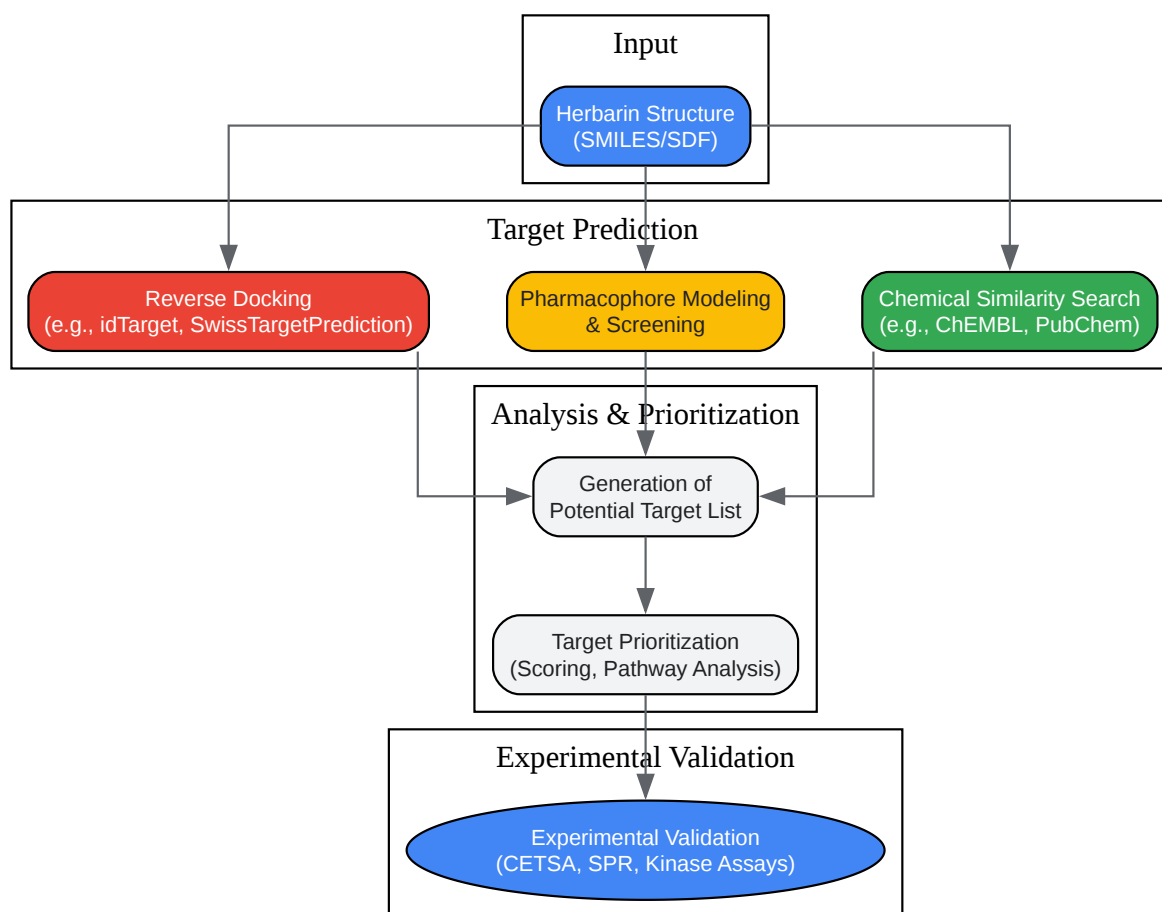 Input
Herbarin Structure
(SMILES/SDF)
Target Prediction
Reverse Docking
(e.g., idTarget, SwissTargetPrediction)
Pharmacophore Modeling
& Screening
Chemical Similarity Search
(e.g., ChEMBL, PubChem)
Analysis & Prioritization
Generation of
Potential Target List
Target Prioritization
(Scoring, Pathway Analysis)
Experimental Validation
Experimental Validation
(CETSA, SPR, Kinase Assays)